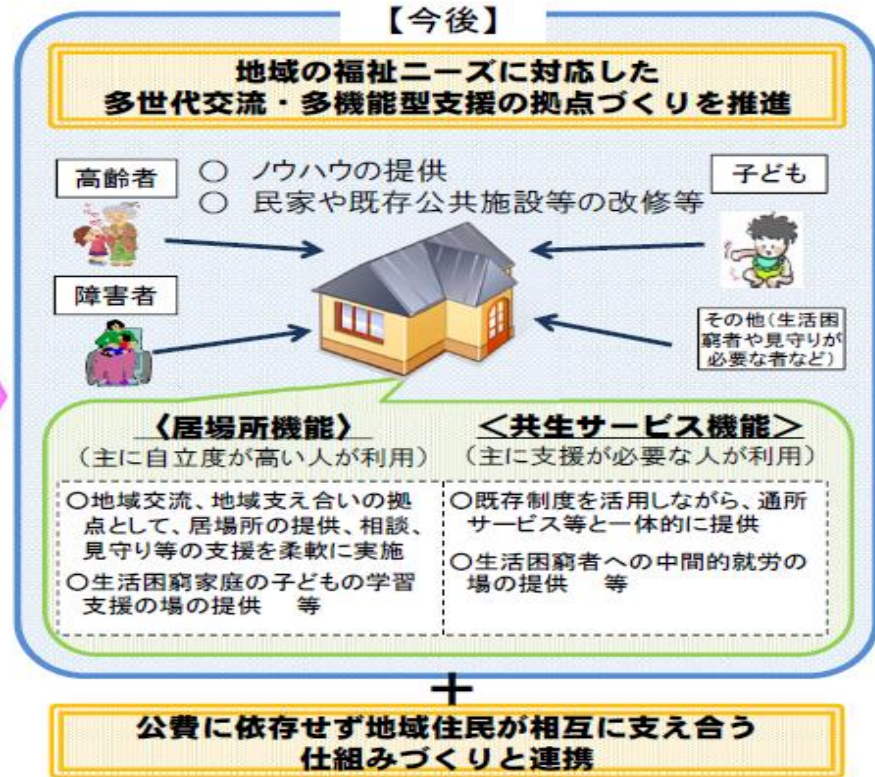 【今後】
地域の福祉ニーズに対応した
多世代交流・多機能型支援の拠点づくりを推進
高齢者
○ ノウハウの提供
○ 民家や既存公共施設等の改修等
子ども
障害者
その他(生活困
窮者や見守りが
必要な者など)
〈居場所機能〉
(主に自立度が高い人が利用)
○地域交流、地域支え合いの拠
点として、居場所の提供、相談、
見守り等の支援を柔軟に実施
○生活困窮家庭の子どもの学習
支援の場の提供 等
<共生サービス機能>
(主に支援が必要な人が利用)
○既存制度を活用しながら、通所
サービス等と一体的に提供
○生活困窮者への中間的就労の
場の提供 等
+
公費に依存せず地域住民が相互に支え合う
仕組みづくりと連携